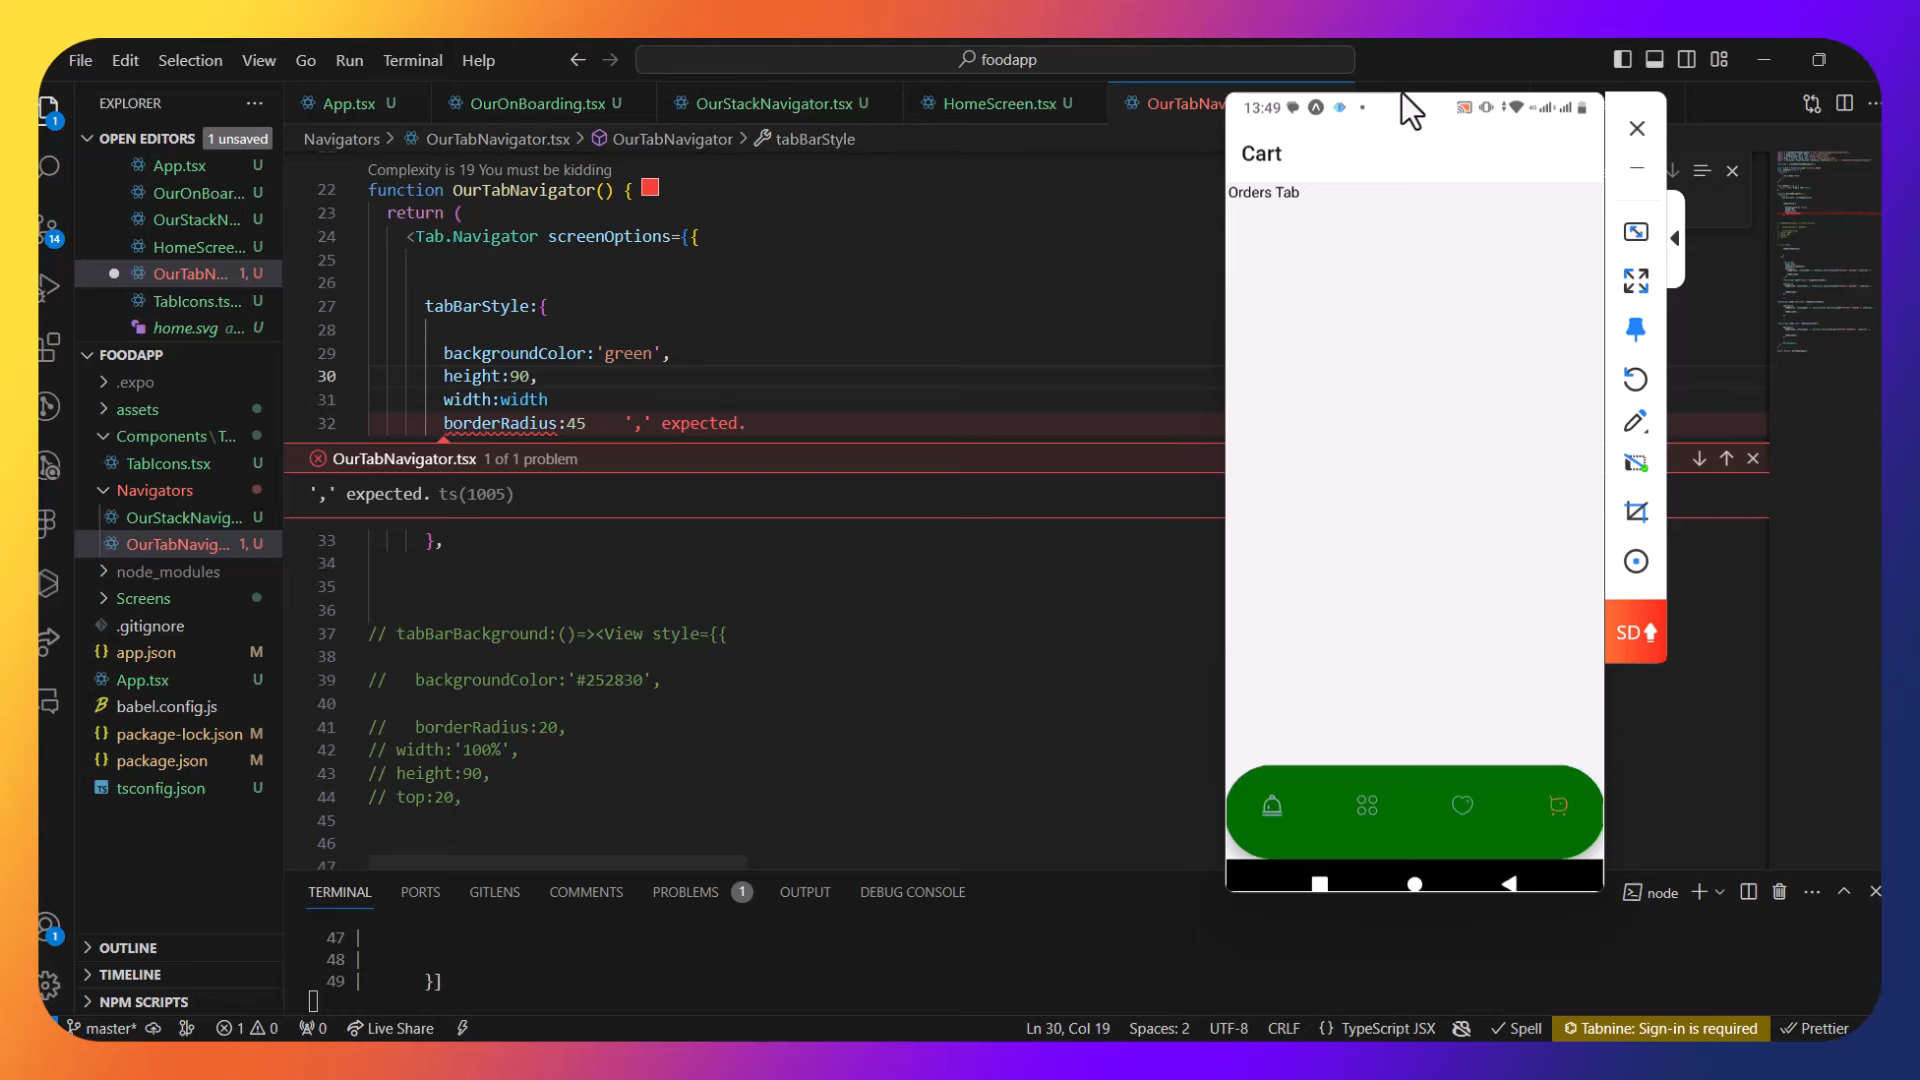 File Edit Selection View Go Run Terminal Help
foodapp
EXPLORER
OPEN EDITORS 1 unsaved
App.tsx U
OurOnBoar... U
OurStackN... U
HomeScree... U
OurTabN... 1, U
TabIcons.ts... U
home.svg a... U
FOODAPP
.expo
assets
Components \ T...
TabIcons.tsx U
Navigators
OurStackNavig... U
OurTabNavig... 1, U
node_modules
Screens
.gitignore
app.json M
App.tsx U
babel.config.js
package-lock.json M
package.json M
tsconfig.json U
OUTLINE
TIMELINE
NPM SCRIPTS
1
14
1
App.tsx U OurOnBoarding.tsx U OurStackNavigator.tsx U HomeScreen.tsx U OurTabNav
Navigators > OurTabNavigator.tsx > OurTabNavigator > tabBarStyle
Complexity is 19 You must be kidding
22 function OurTabNavigator() {
23 return (
24 <Tab.Navigator screenOptions={{
25
26
27 tabBarStyle:{
28
29 backgroundColor:'green',
30 height:90,
31 width:width
32 borderRadius:45 ',' expected.
OurTabNavigator.tsx 1 of 1 problem
',' expected. ts(1005)
33 },
34
35
36
37 // tabBarBackground:()=><View style={{
38
39 // backgroundColor:'#252830',
40
41 // borderRadius:20,
42 // width:'100%',
43 // height:90,
44 // top:20,
45
46
47
13:49
Cart
Orders Tab
SD
TERMINAL PORTS GITLENS COMMENTS PROBLEMS 1 OUTPUT DEBUG CONSOLE
node
47 |
48 |
49 | }]
master* 1 0 0 Live Share
Ln 30, Col 19 Spaces: 2 UTF-8 CRLF {} TypeScript JSX Spell Tabnine: Sign-in is required Prettier